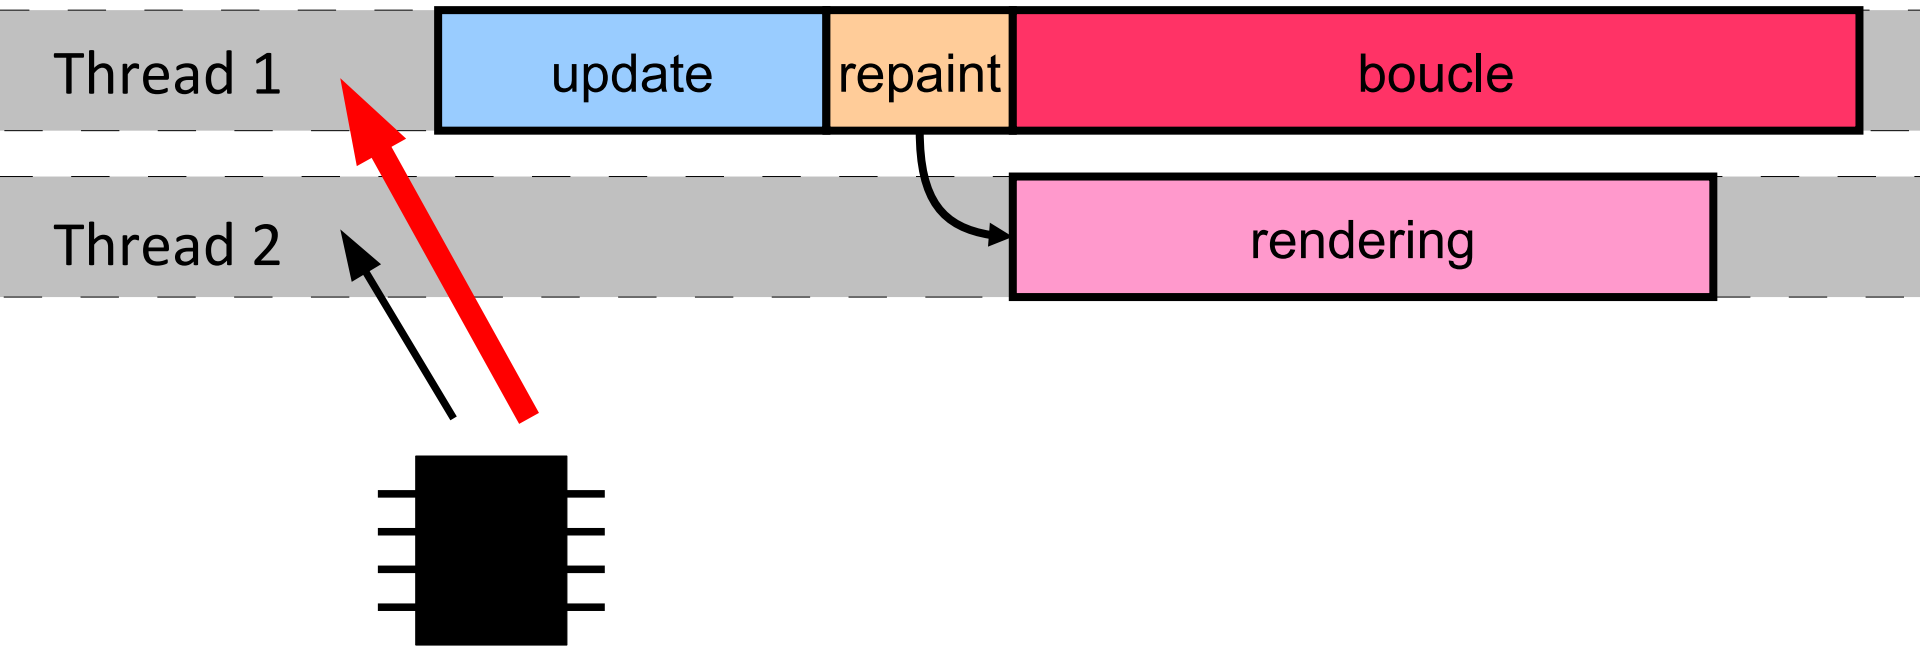 Thread 1
update
repaint
boucle
Thread 2
rendering